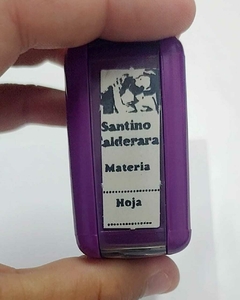 Santino
Calderara
Materia
....................
Hoja
..................